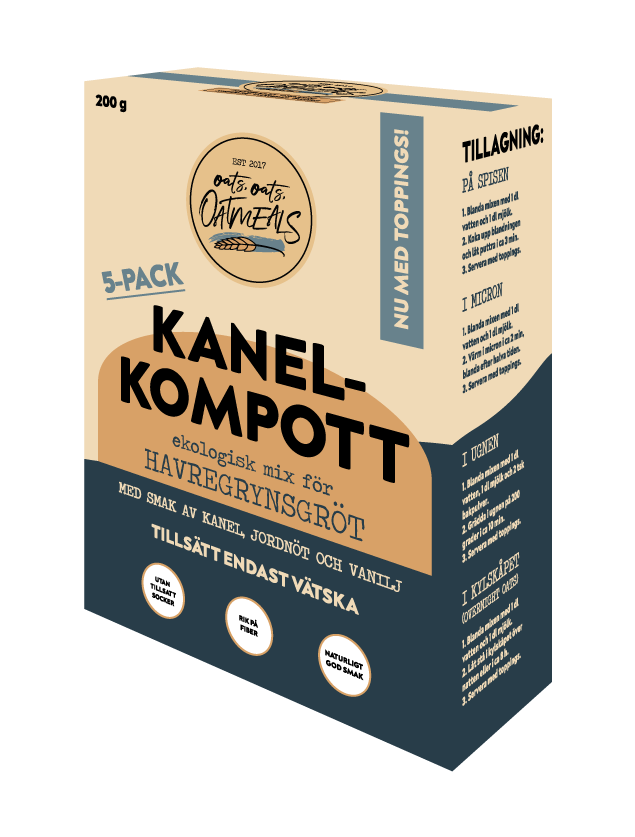 200 g
EST 2017
oats, oats,
OATMEALS
NU MED TOPPINGS!
5-PACK
KANEL-
KOMPOTT
ekologisk mix för
HAVREGRYNSGRÖT
MED SMAK AV KANEL, JORDNÖT OCH VANILJ
TILLSÄTT ENDAST VÄTSKA
UTAN
TILLSATT
SOCKER
RIK PÅ
FIBER
NATURLIGT
GOD SMAK
TILLAGNING:
PÅ SPISEN
1. Blanda mixen med 1 dl
vatten och 1 dl mjölk.
2. Koka upp blandningen
och låt puttra i ca 3 min.
3. Servera med toppings.
I MICRON
1. Blanda mixen med 1 dl
vatten och 1 dl mjölk.
2. Värm i micron i ca 2 min,
blanda efter halva tiden.
3. Servera med toppings.
I UGNEN
1. Blanda mixen med 1 dl
vatten, 1 dl mjölk och 2 tsk
bakpulver.
2. Grädda i ugnen på 200
grader i ca 10 min.
3. Servera med toppings.
I KYLSKÅPET
(OVERNIGHT OATS)
1. Blanda mixen med 1 dl
vatten och 1 dl mjölk.
2. Låt stå i kylskåpet över
natten eller i ca 8 h.
3. Servera med toppings.